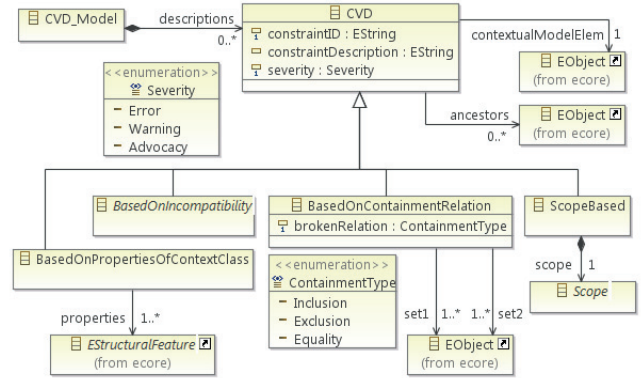 CVD_Model
descriptions
0..*
CVD
constraintID : EString
constraintDescription : EString
severity : Severity
contextualModelElem
1
EObject
(from ecore)
<<enumeration>>
Severity
Error
Warning
Advocacy
ancestors
0..*
EObject
(from ecore)
BasedOnIncompatibility
BasedOnContainmentRelation
brokenRelation : ContainmentType
ScopeBased
BasedOnPropertiesOfContextClass
<<enumeration>>
ContainmentType
Inclusion
Exclusion
Equality
scope
1
Scope
properties
1..*
set1
1..*
1..*
set2
EStructuralFeature
(from ecore)
EObject
(from ecore)